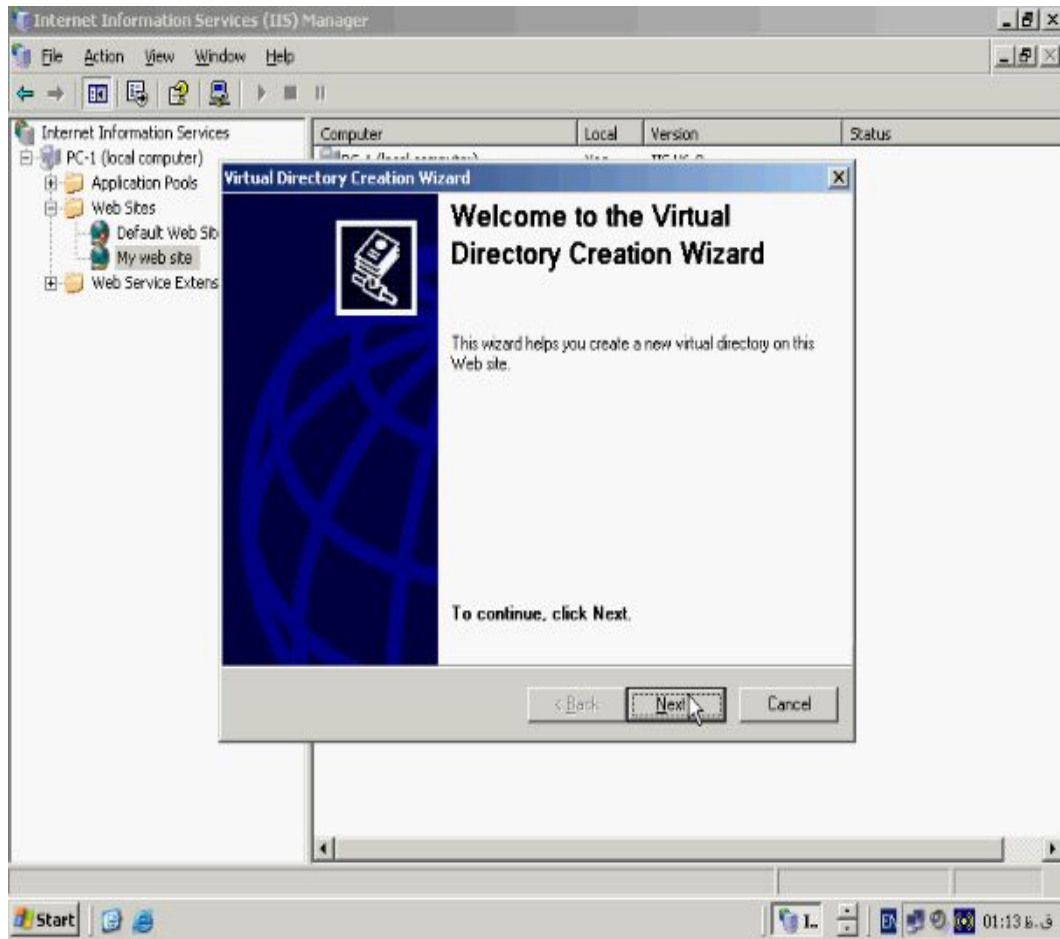 Internet Information Services (IIS) Manager
File Action View Window Help
Internet Information Services
PC-1 (local computer)
Application Pools
Web Sites
Default Web Sit
My web site
Web Service Extens
Computer Local Version Status
Virtual Directory Creation Wizard
Welcome to the Virtual
Directory Creation Wizard
This wizard helps you create a new virtual directory on this
Web site.
To continue, click Next.
< Back Next Cancel
Start
I...
EN
01:13 ق.ظ